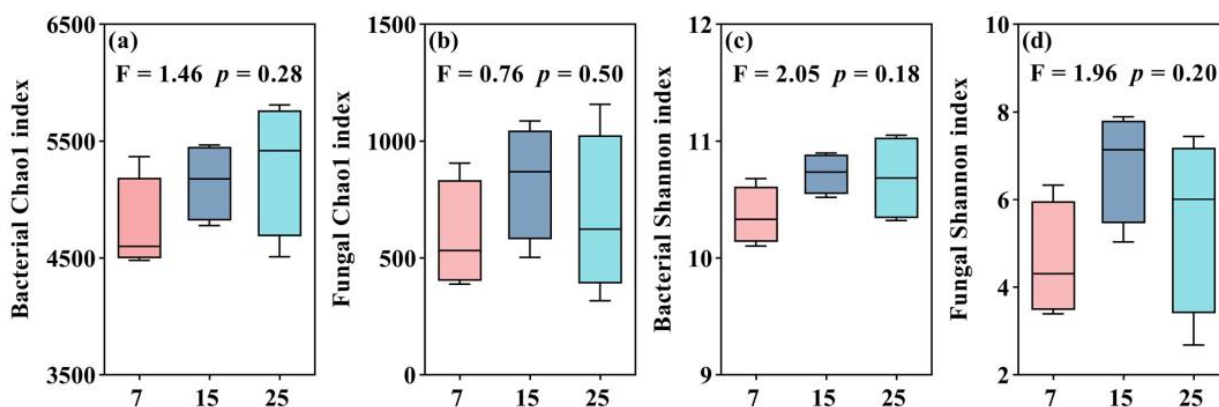 (a)
F = 1.46 p = 0.28
Bacterial Chao1 index
6500
5500
4500
3500
7 15 25
(b)
F = 0.76 p = 0.50
Fungal Chao1 index
1500
1000
500
0
7 15 25
(c)
F = 2.05 p = 0.18
Bacterial Shannon index
12
11
10
9
7 15 25
(d)
F = 1.96 p = 0.20
Fungal Shannon index
10
8
6
4
2
7 15 25